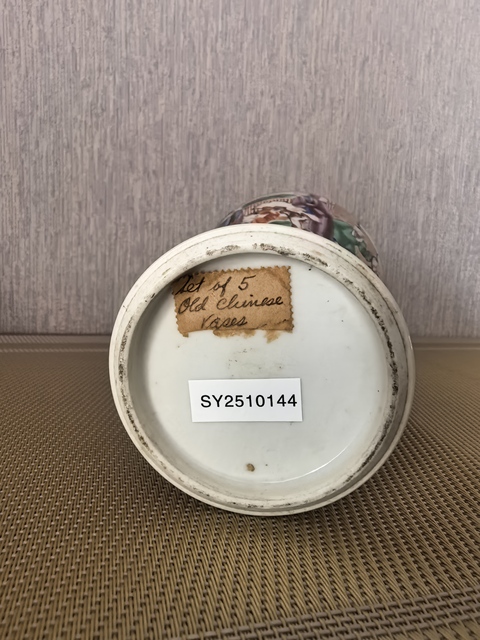 Set of 5
Old Chinese
Vases
SY2510144